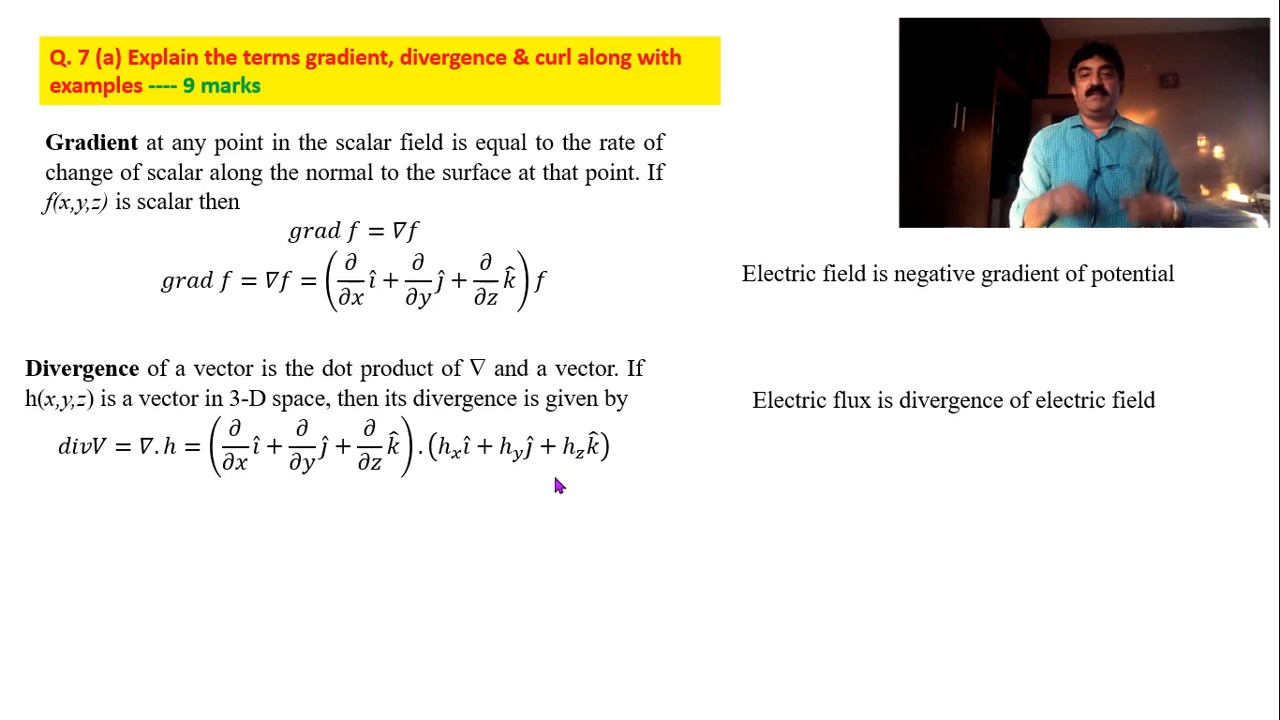 Q. 7 (a) Explain the terms gradient, divergence & curl along with
examples ---- 9 marks
Gradient at any point in the scalar field is equal to the rate of
change of scalar along the normal to the surface at that point. If
f(x,y,z) is scalar then
grad f = ∇f
grad f = ∇f = (∂/∂x î + ∂/∂y ĵ + ∂/∂z k̂) f
Electric field is negative gradient of potential
Divergence of a vector is the dot product of ∇ and a vector. If
h(x,y,z) is a vector in 3-D space, then its divergence is given by
divV = ∇. h = (∂/∂x î + ∂/∂y ĵ + ∂/∂z k̂) . (hₓî + h_yĵ + h_zk̂)
Electric flux is divergence of electric field